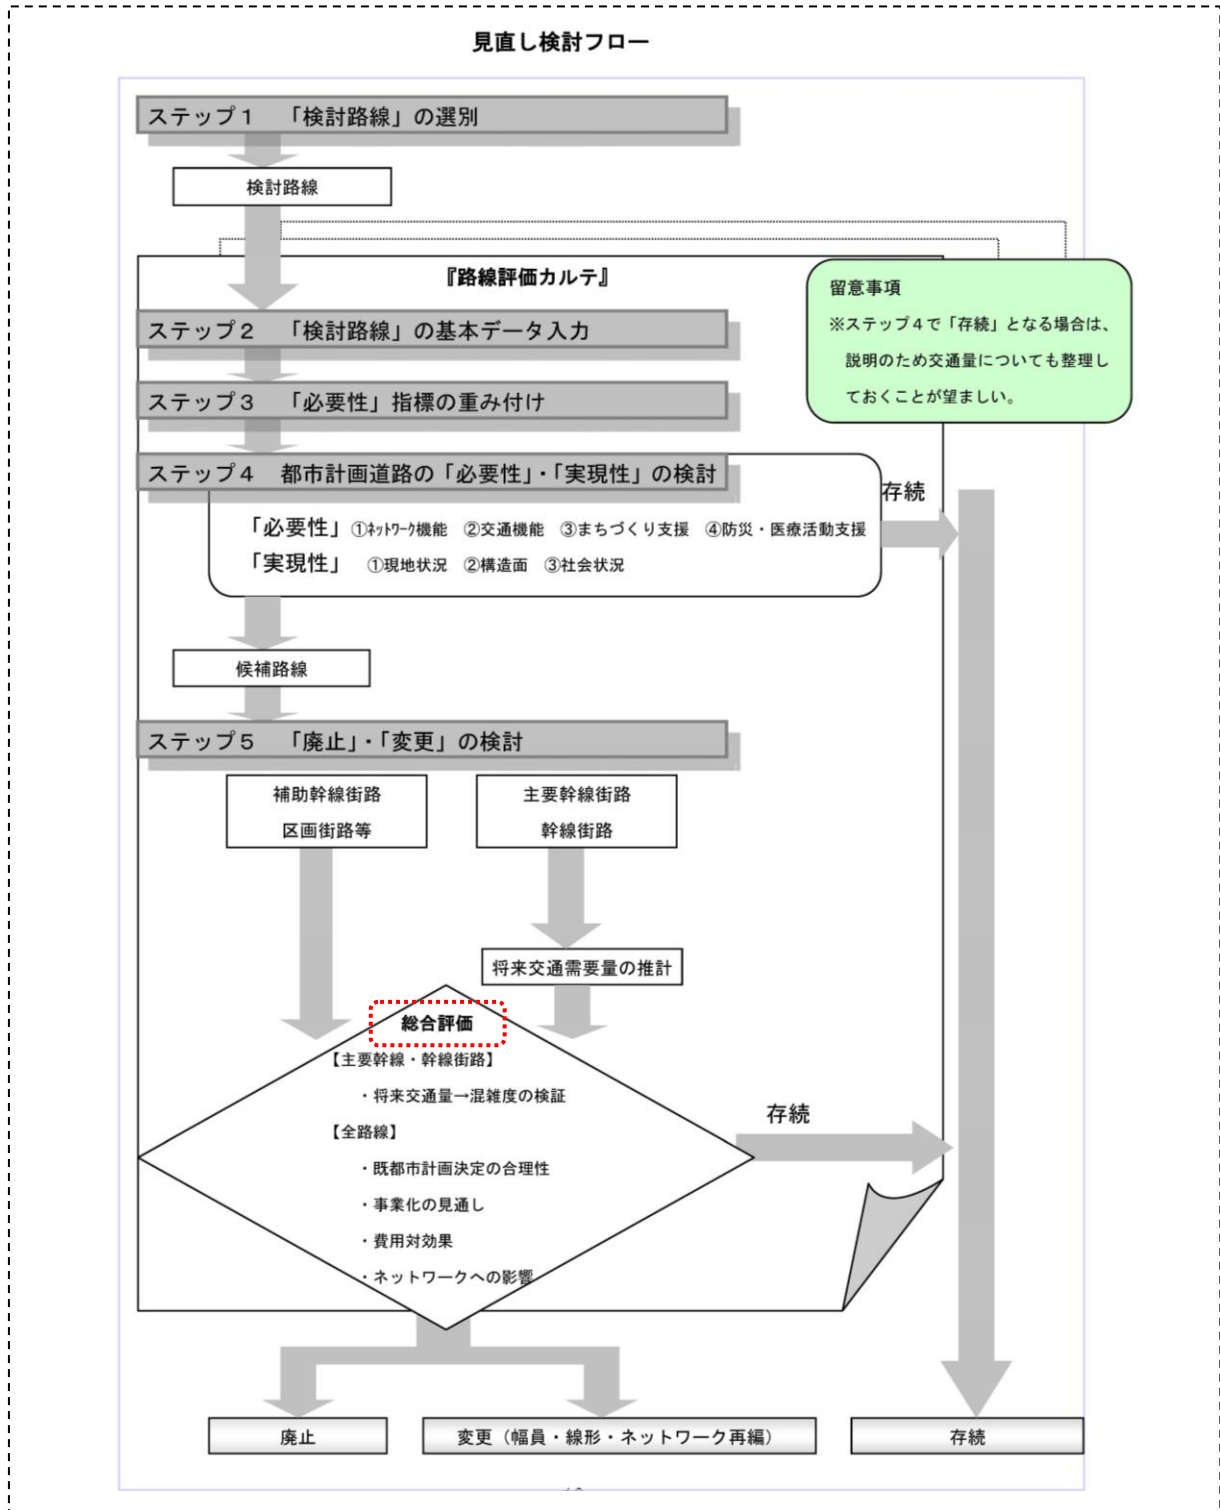 見直し検討フロー
ステップ1　「検討路線」の選別
検討路線
『路線評価カルテ』
留意事項
※ステップ4で「存続」となる場合は、
説明のため交通量についても整理し
ておくことが望ましい。
ステップ2　「検討路線」の基本データ入力
ステップ3　「必要性」指標の重み付け
ステップ4　都市計画道路の「必要性」・「実現性」の検討
存続
「必要性」①ﾈｯﾄﾜｰｸ機能　②交通機能　③まちづくり支援　④防災・医療活動支援
「実現性」　①現地状況　②構造面　③社会状況
候補路線
ステップ5　「廃止」・「変更」の検討
補助幹線街路
区画街路等
主要幹線街路
幹線街路
将来交通需要量の推計
総合評価
【主要幹線・幹線街路】
・将来交通量→混雑度の検証
【全路線】
・既都市計画決定の合理性
・事業化の見通し
・費用対効果
・ネットワークへの影響
存続
廃止
変更（幅員・線形・ネットワーク再編）
存続